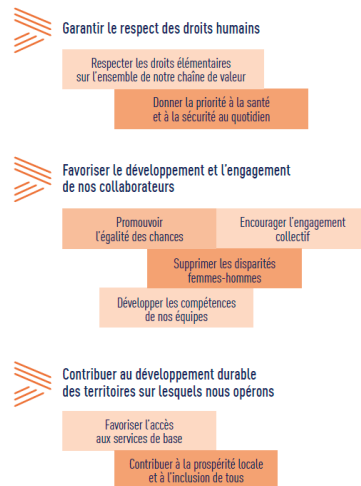 Garantir le respect des droits humains
Respecter les droits élémentaires
sur l'ensemble de notre chaîne de valeur
Donner la priorité à la santé
et à la sécurité au quotidien
Favoriser le développement et l'engagement
de nos collaborateurs
Promouvoir
l'égalité des chances
Encourager l'engagement
collectif
Supprimer les disparités
femmes-hommes
Développer les compétences
de nos équipes
Contribuer au développement durable
des territoires sur lesquels nous opérons
Favoriser l'accès
aux services de base
Contribuer à la prospérité locale
et à l'inclusion de tous